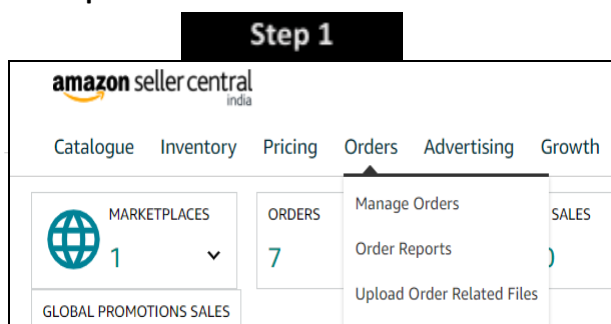 Step 1
amazon seller central
india
Catalogue Inventory Pricing Orders Advertising Growth
MARKETPLACES ORDERS Manage Orders SALES
1 7
Order Reports
Upload Order Related Files
GLOBAL PROMOTIONS SALES